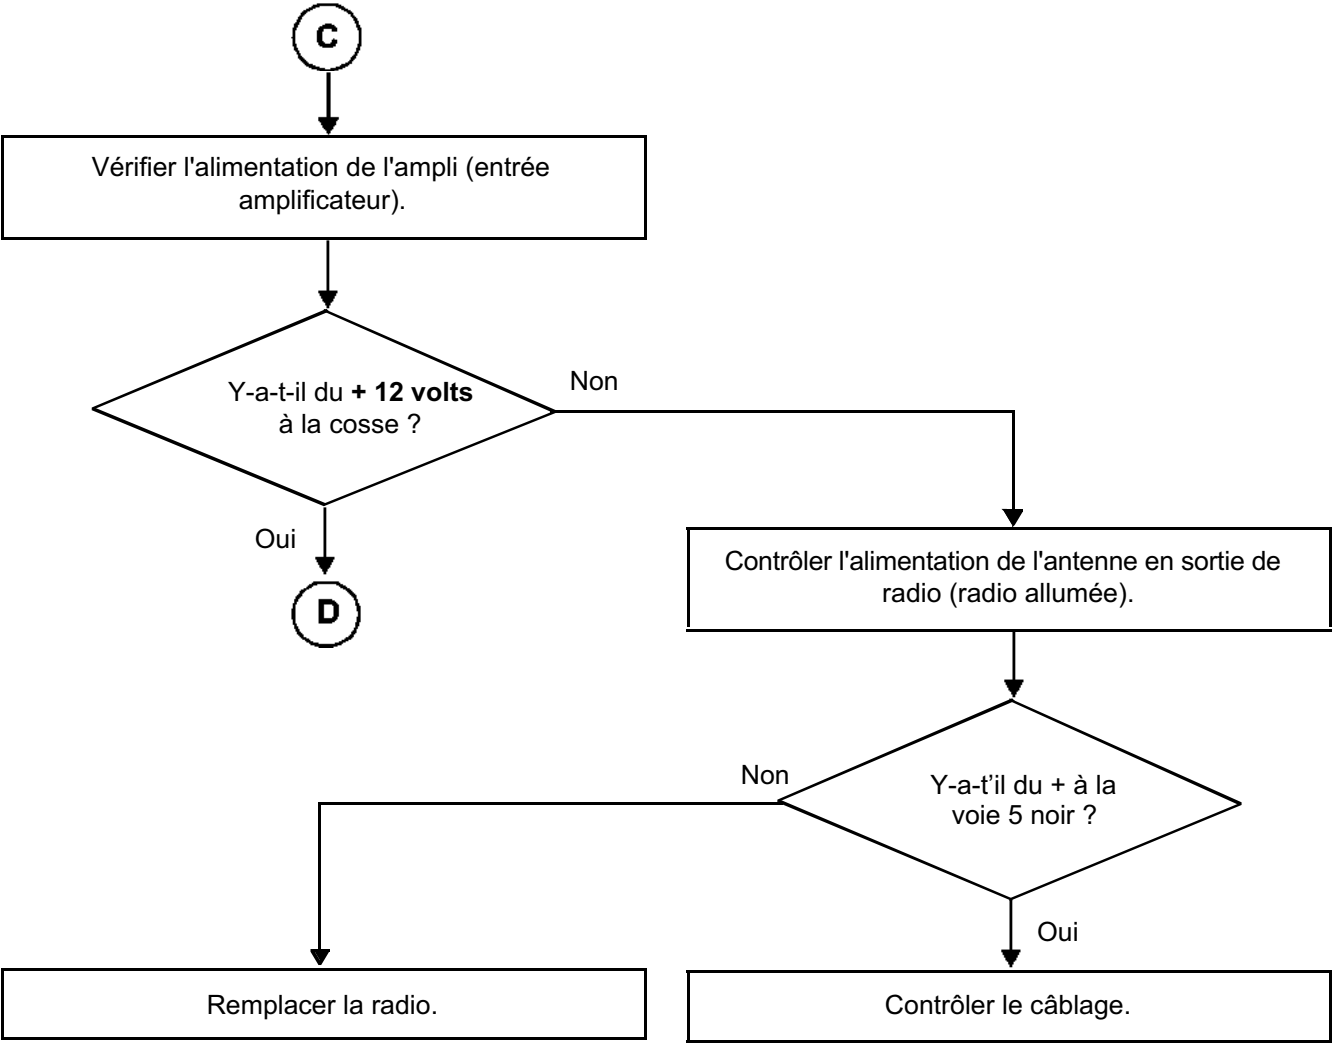 C
Vérifier l'alimentation de l'ampli (entrée
amplificateur).
Y-a-t-il du + 12 volts
à la cosse ?
Non
Oui
D
Contrôler l'alimentation de l'antenne en sortie de
radio (radio allumée).
Y-a-t’il du + à la
voie 5 noir ?
Non
Oui
Remplacer la radio.
Contrôler le câblage.